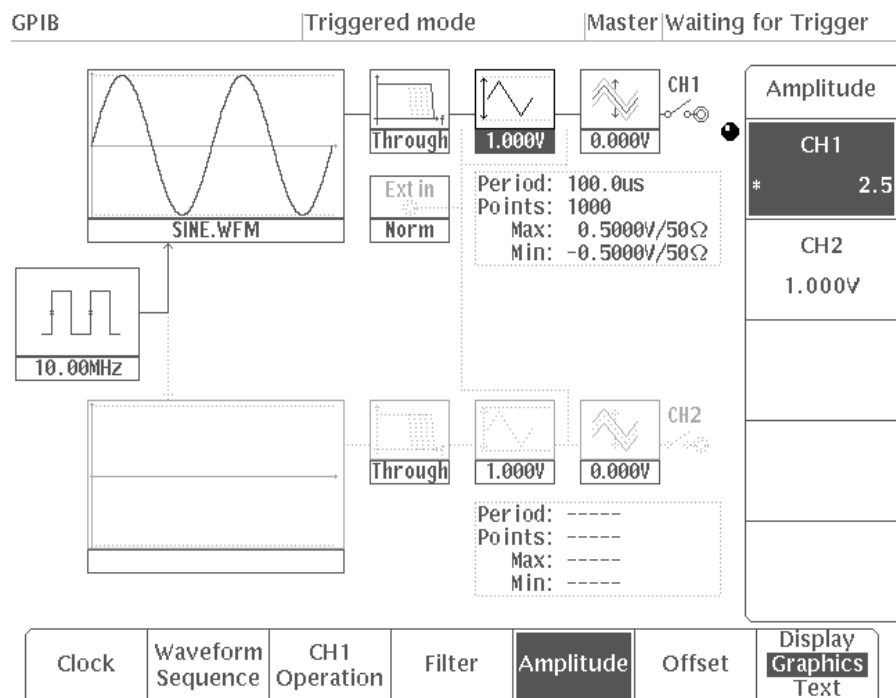 GPIB Triggered mode Master Waiting for Trigger
CH1
Through 1.000V 0.000V
Ext in
Norm
SINE.WFM
Period: 100.0us
Points: 1000
Max: 0.5000V/50Ω
Min: -0.5000V/50Ω
10.00MHz
CH2
Through 1.000V 0.000V
Period: -----
Points: -----
Max: -----
Min: -----
Amplitude
CH1
* 2.5
CH2
1.000V
Clock
Waveform
Sequence
CH1
Operation
Filter
Amplitude
Offset
Display
Graphics
Text